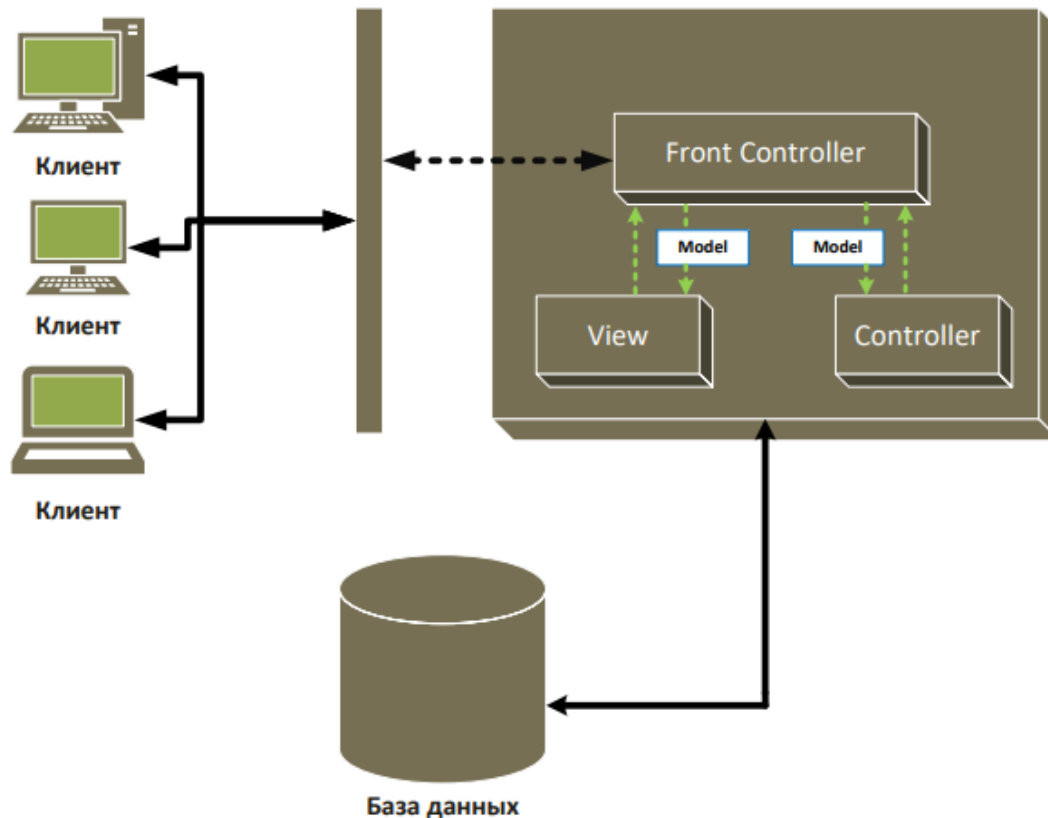 Клиент
Клиент
Клиент
Front Controller
Model
Model
View
Controller
База данных